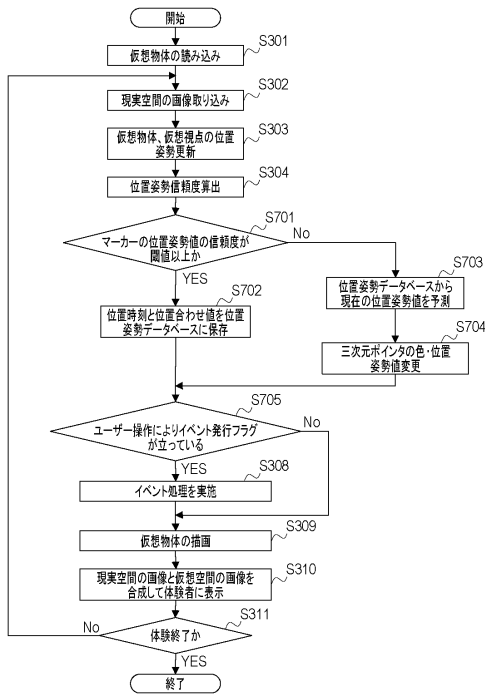 開始
S301
仮想物体の読み込み
S302
現実空間の画像取り込み
S303
仮想物体、仮想視点の位置
姿勢更新
S304
位置姿勢信頼度算出
S701
マーカーの位置姿勢値の信頼度が
閾値以上か
No
YES
S703
位置姿勢データベースから
現在の位置姿勢値を予測
S702
位置時刻と位置合わせ値を位置
姿勢データベースに保存
S704
三次元ポインタの色・位置
姿勢値変更
S705
ユーザー操作によりイベント発行フラグ
が立っている
No
YES
S308
イベント処理を実施
S309
仮想物体の描画
S310
現実空間の画像と仮想空間の画像を
合成して体験者に表示
S311
体験終了か
No
YES
終了